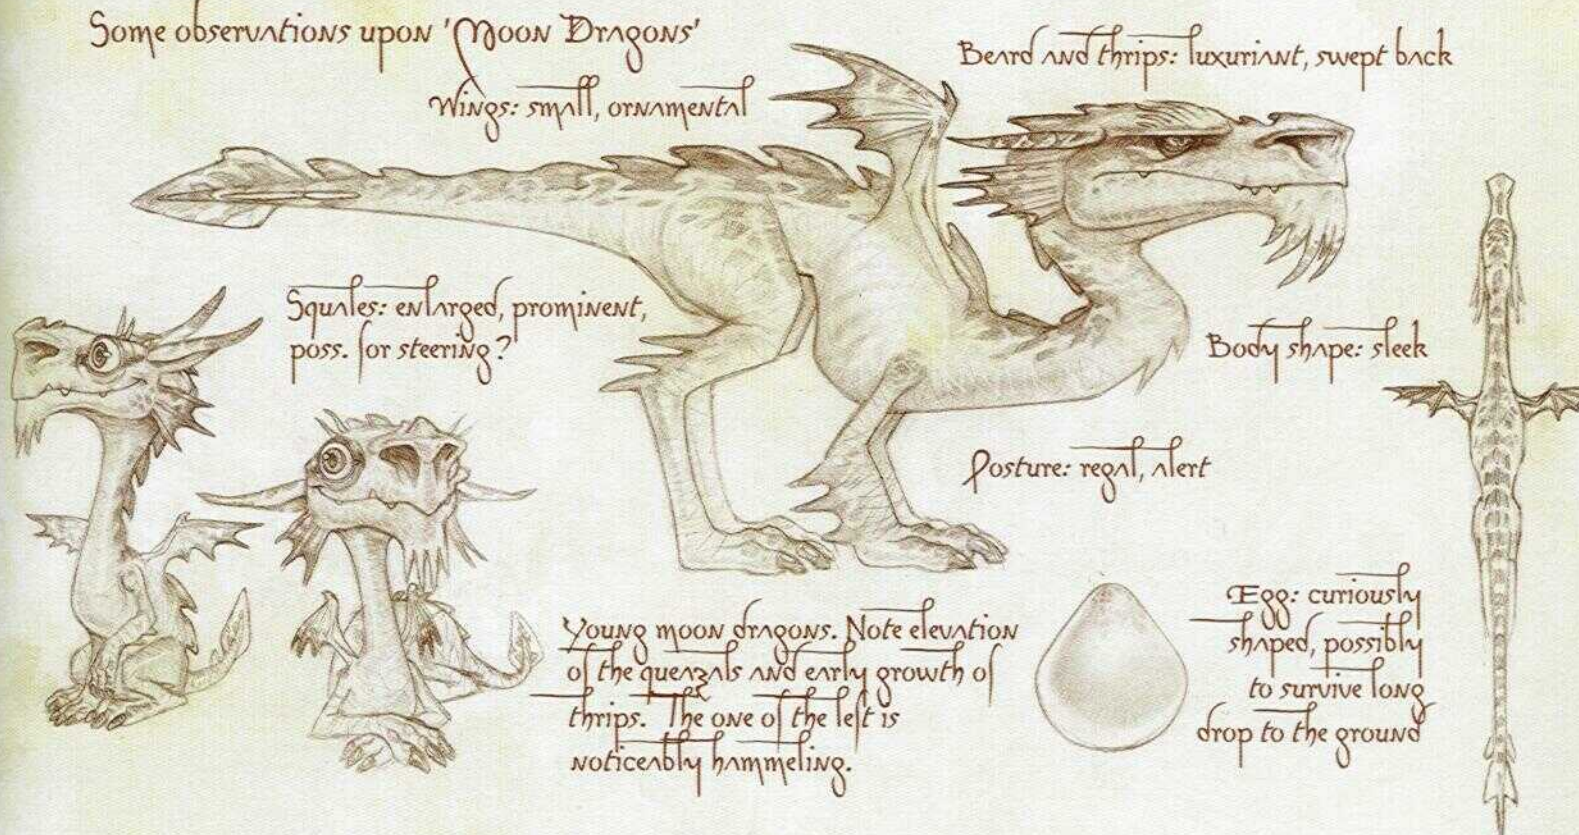 Some observations upon 'Moon Dragons'
Wings: small, ornamental
Beard and thrips: luxuriant, swept back
Squales: enlarged, prominent,
poss. for steering?
Body shape: sleek
Posture: regal, alert
Young moon dragons. Note elevation
of the queazals and early growth of
thrips. The one of the left is
noticeably hammeling.
Egg: curiously
shaped, possibly
to survive long
drop to the ground